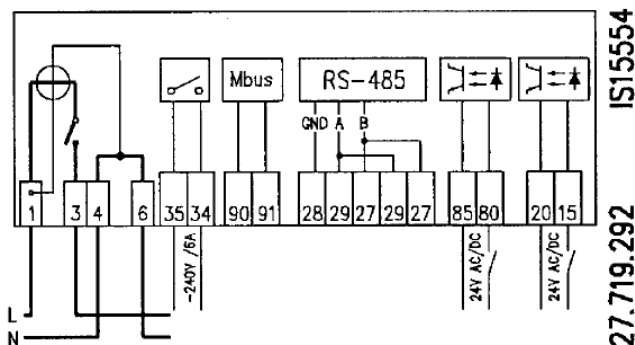 Mbus
RS-485
GND A B
1 3 4 6 35 34 90 91 28 29 27 29 27 85 80 20 15
~240V /6A
24V AC/DC
24V AC/DC
L
N
IS15554
27.719.292